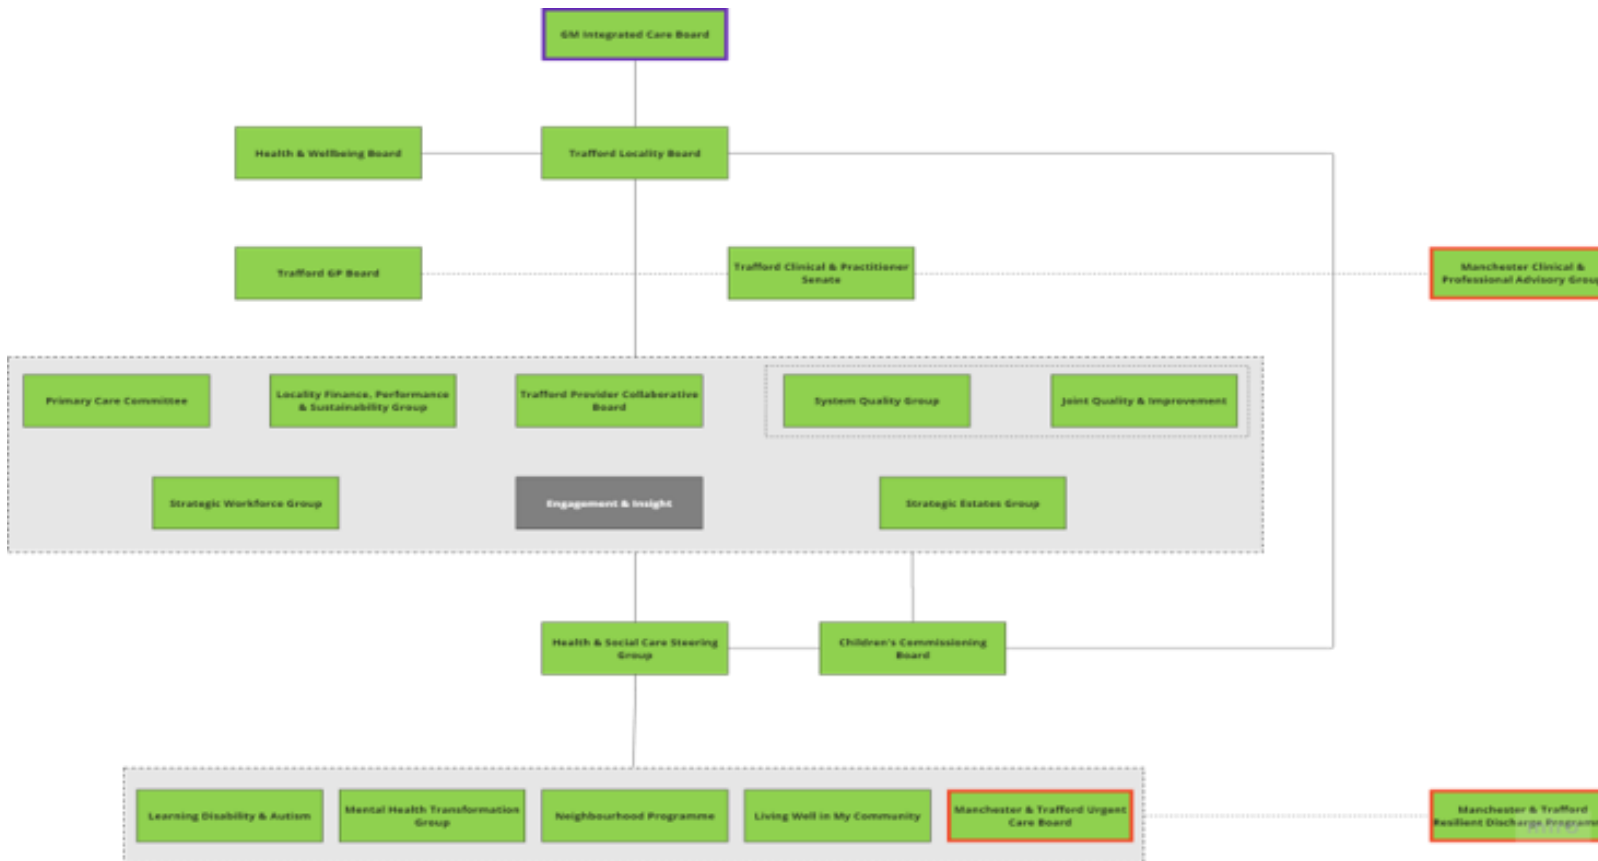 GM Integrated Care Board
Health & Wellbeing Board
Trafford Locality Board
Trafford GP Board
Trafford Clinical & Practitioner
Senate
Manchester Clinical &
Professional Advisory Group
Primary Care Committee
Locality Finance, Performance
& Sustainability Group
Trafford Provider Collaborative
Board
System Quality Group
Joint Quality & Improvement
Strategic Workforce Group
Engagement & Insight
Strategic Estates Group
Health & Social Care Steering
Group
Children's Commissioning
Board
Learning Disability & Autism
Mental Health Transformation
Group
Neighbourhood Programme
Living Well in My Community
Manchester & Trafford Urgent
Care Board
Manchester & Trafford
Resilient Discharge Programme